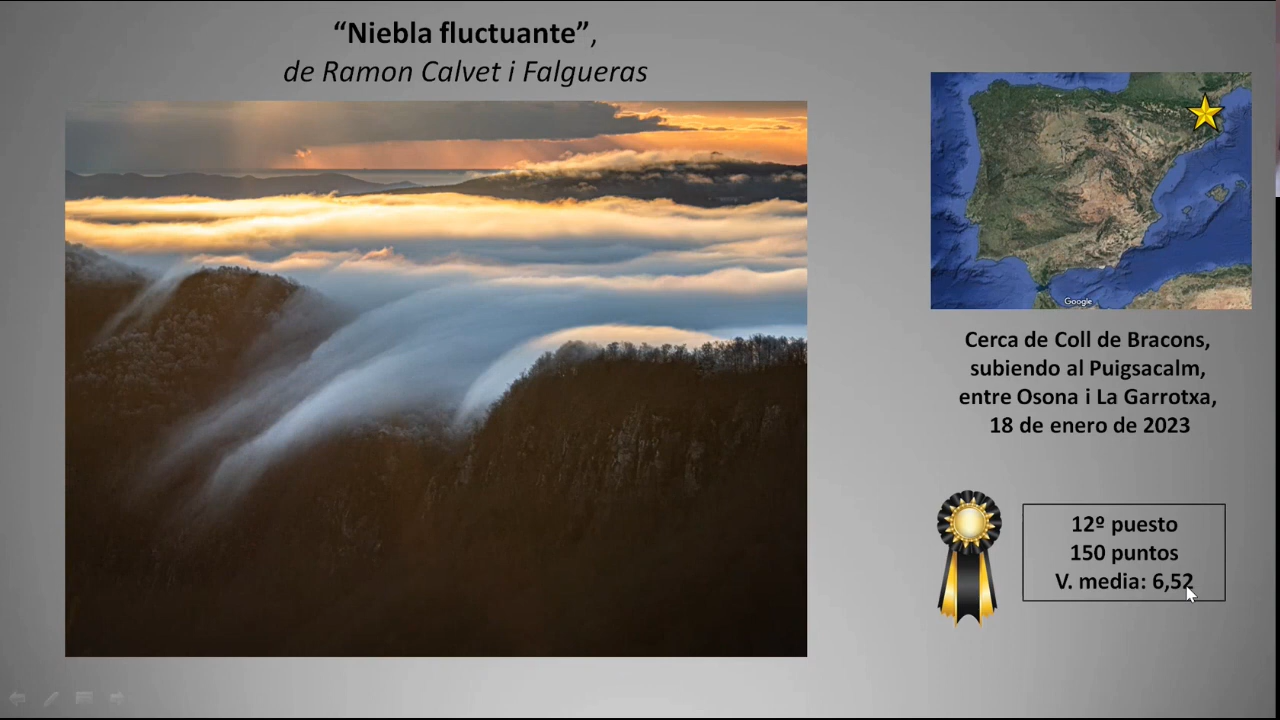 “Niebla fluctuante”,
de Ramon Calvet i Falgueras
Google
Cerca de Coll de Bracons,
subiendo al Puigsacalm,
entre Osona i La Garrotxa,
18 de enero de 2023
12º puesto
150 puntos
V. media: 6,52